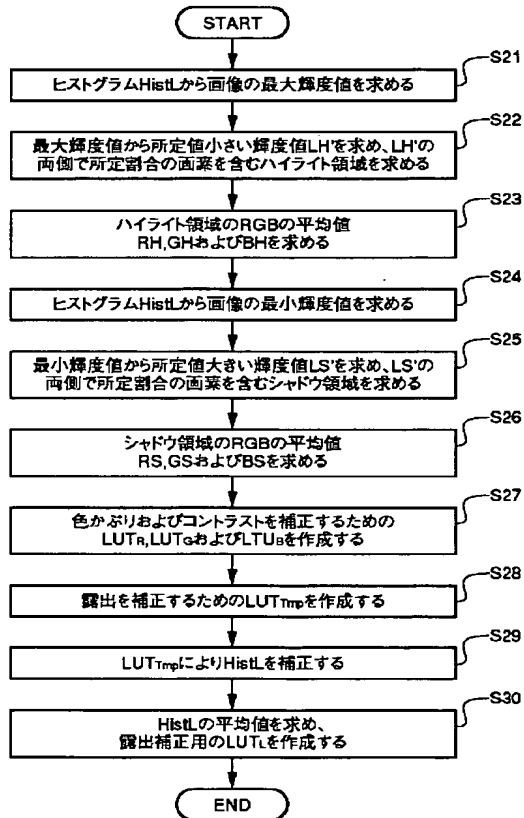 START
S21
ヒストグラムHistLから画像の最大輝度値を求める
S22
最大輝度値から所定値小さい輝度値LH'を求め、LH'の
両側で所定割合の画素を含むハイライト領域を求める
S23
ハイライト領域のRGBの平均値
RH,GHおよびBHを求める
S24
ヒストグラムHistLから画像の最小輝度値を求める
S25
最小輝度値から所定値大きい輝度値LS'を求め、LS'の
両側で所定割合の画素を含むシャドウ領域を求める
S26
シャドウ領域のRGBの平均値
RS,GSおよびBSを求める
S27
色かぶりおよびコントラストを補正するための
LUTR,LUTGおよびLTUBを作成する
S28
露出を補正するためのLUTTmpを作成する
S29
LUTTmpによりHistLを補正する
S30
HistLの平均値を求め、
露出補正用のLUTLを作成する
END